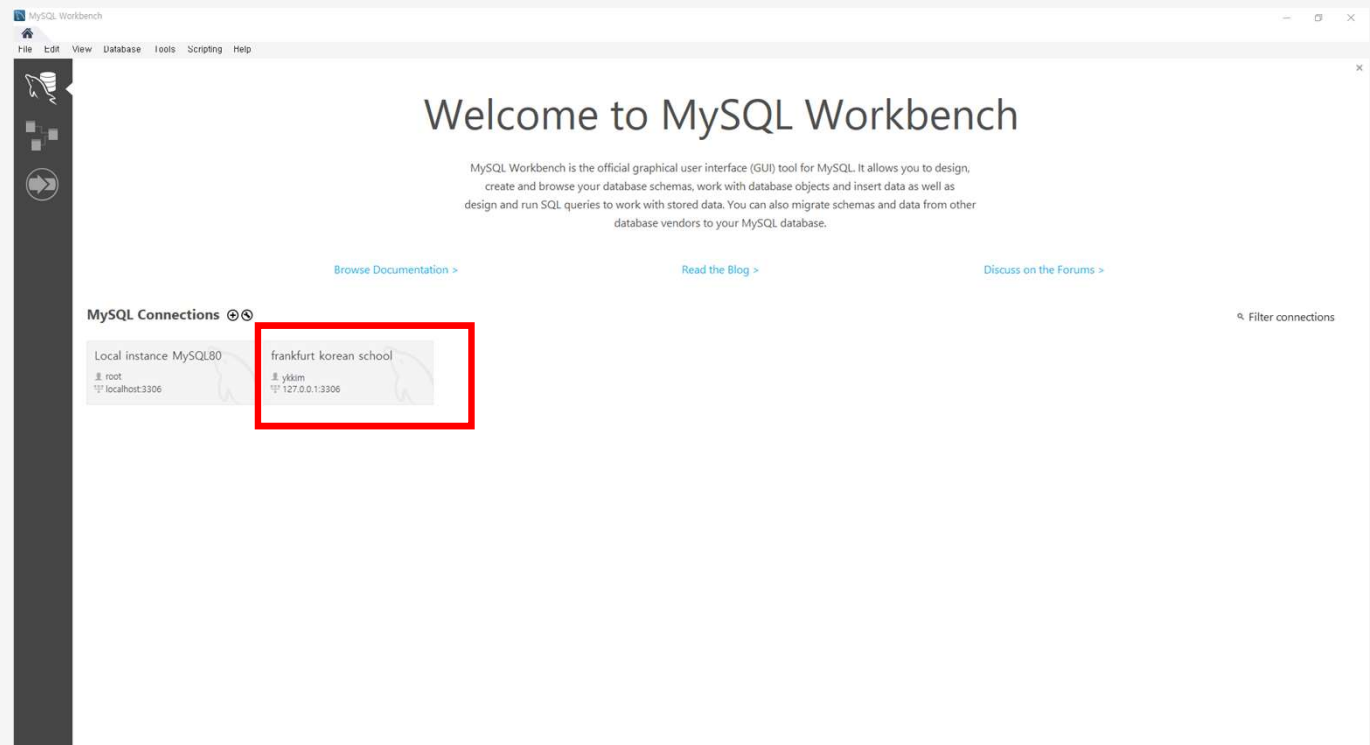 MySQL Workbench
File Edit View Database Tools Scripting Help
Welcome to MySQL Workbench
MySQL Workbench is the official graphical user interface (GUI) tool for MySQL. It allows you to design,
create and browse your database schemas, work with database objects and insert data as well as
design and run SQL queries to work with stored data. You can also migrate schemas and data from other
database vendors to your MySQL database.
Browse Documentation > Read the Blog > Discuss on the Forums >
MySQL Connections
Filter connections
Local instance MySQL80
root
localhost:3306
frankfurt korean school
ykkim
127.0.0.1:3306